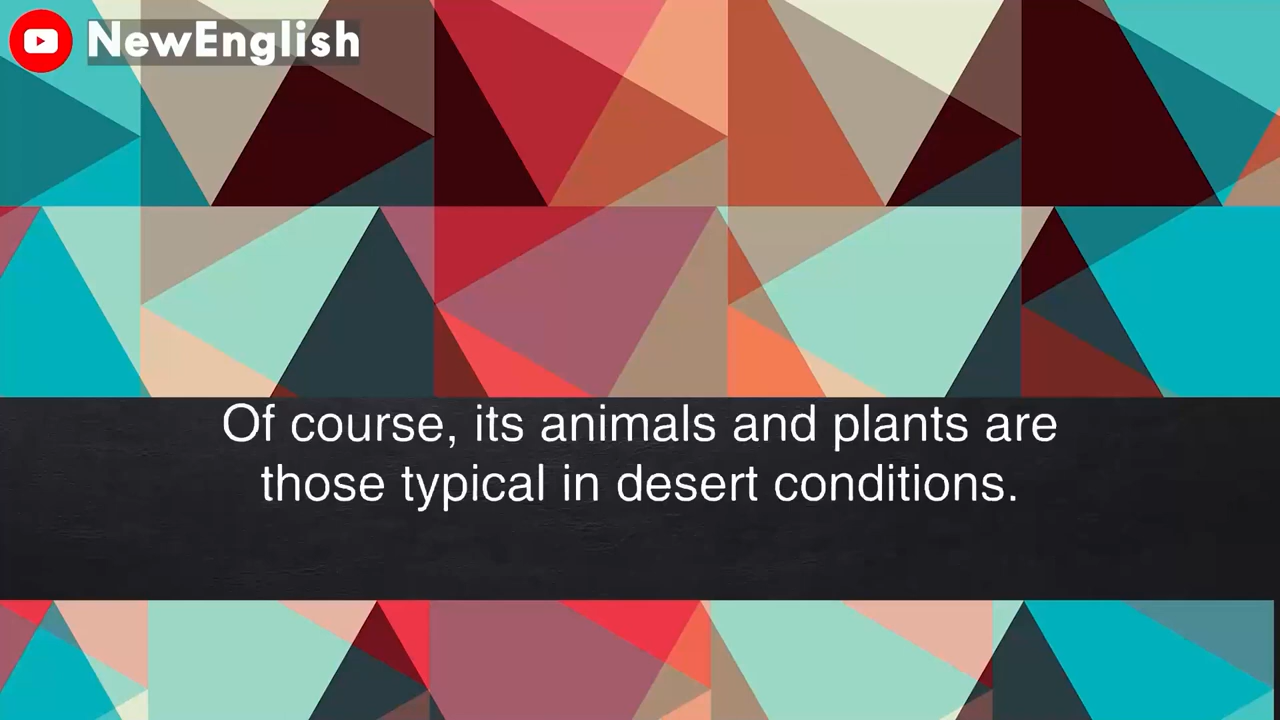 NewEnglish
Of course, its animals and plants are
those typical in desert conditions.